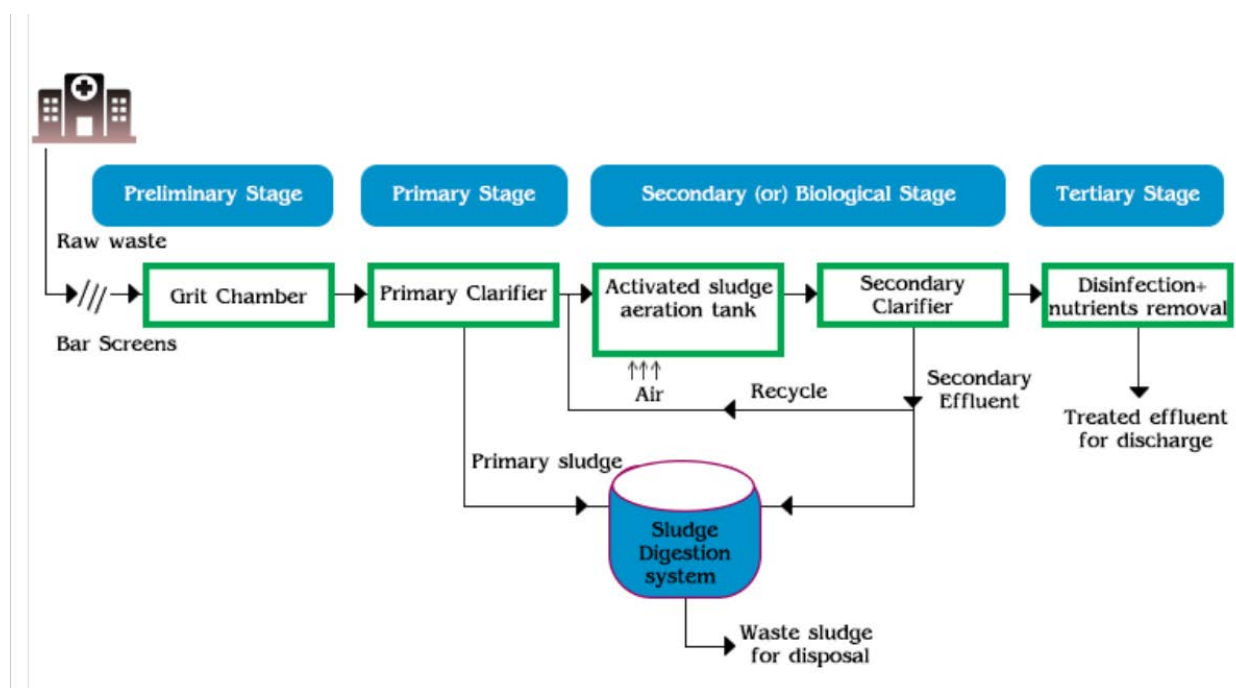 Preliminary Stage
Primary Stage
Secondary (or) Biological Stage
Tertiary Stage
Raw waste
Bar Screens
Grit Chamber
Primary Clarifier
Activated sludge
aeration tank
Secondary
Clarifier
Disinfection+
nutrients removal
Air
Recycle
Secondary
Effluent
Treated effluent
for discharge
Primary sludge
Sludge
Digestion
system
Waste sludge
for disposal